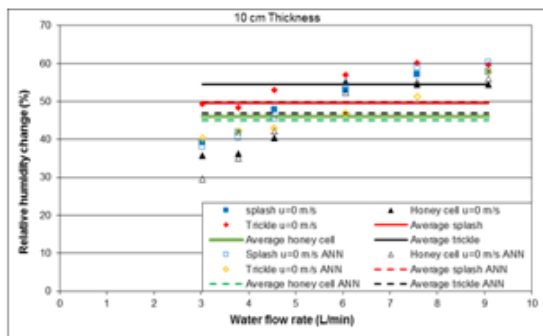 10 cm Thickness
Relative humidity change (%)
70
60
50
40
30
20
10
0
splash u=0 m/s
Honey cell u=0 m/s
Trickle u=0 m/s
Average splash
Average honey cell
Average trickle
Splash u=0 m/s ANN
Honey cell u=0 m/s ANN
Trickle u=0 m/s ANN
Average splash ANN
Average honey cell ANN
Average trickle ANN
0 1 2 3 4 5 6 7 8 9 10
Water flow rate (L/min)